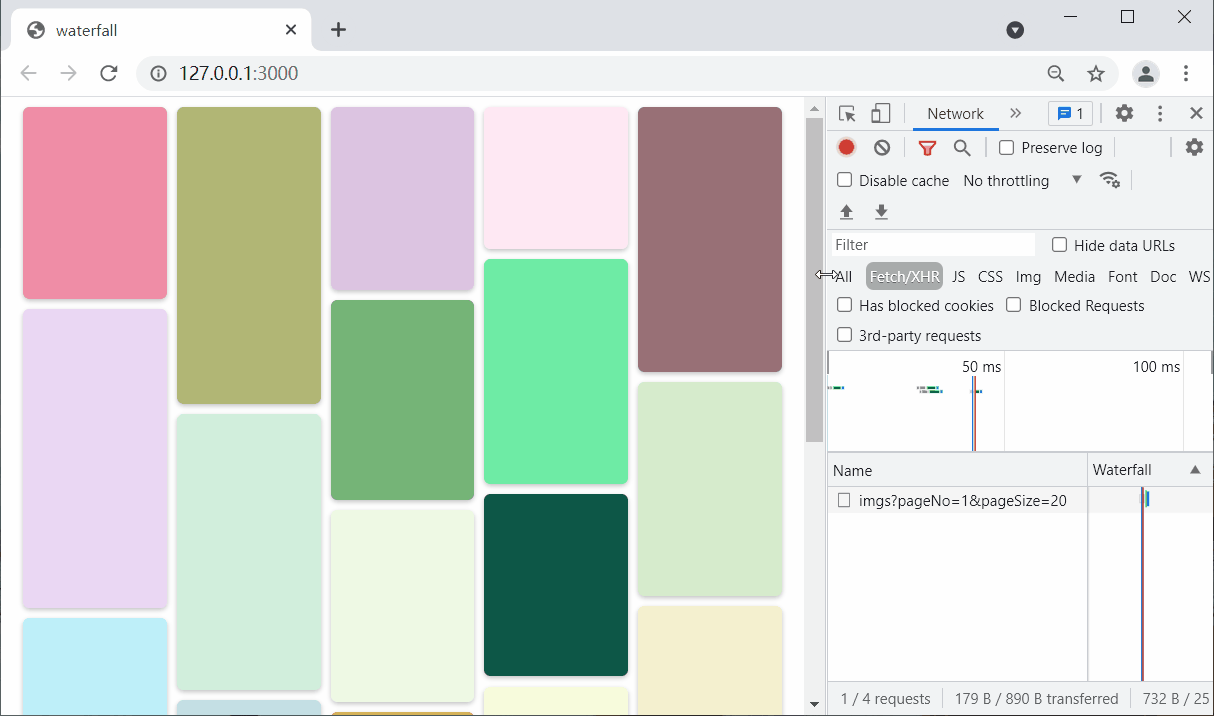 waterfall
127.0.0.1:3000
Network
1
Preserve log
Disable cache
No throttling
Filter
Hide data URLs
All
Fetch/XHR
JS
CSS
Img
Media
Font
Doc
WS
Has blocked cookies
Blocked Requests
3rd-party requests
50 ms
100 ms
Name
Waterfall
imgs?pageNo=1&pageSize=20
1 / 4 requests
179 B / 890 B transferred
732 B / 25